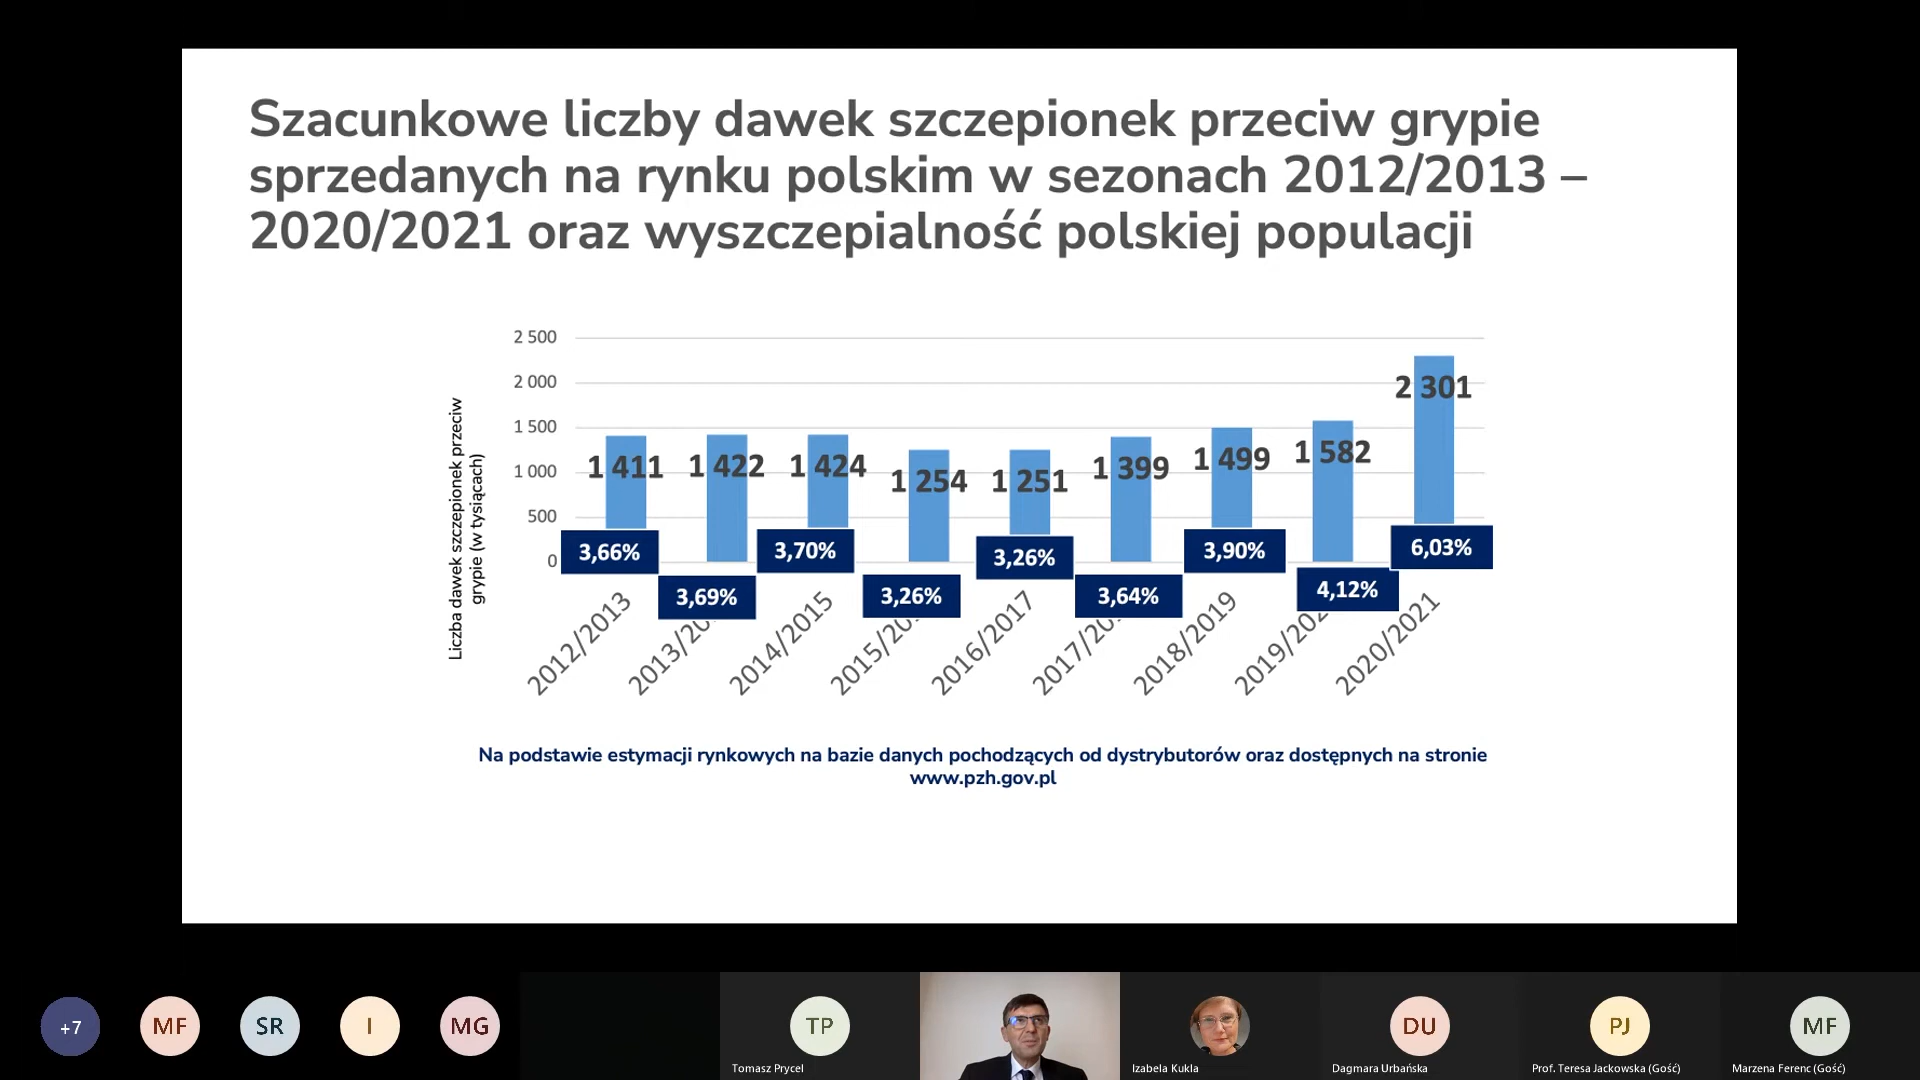 Szacunkowe liczby dawek szczepionek przeciw grypie
sprzedanych na rynku polskim w sezonach 2012/2013 –
2020/2021 oraz wyszczepialność polskiej populacji
Liczba dawek szczepionek przeciw
grypie (w tysiącach)
2 500
2 000
1 500
1 000
500
0
1 411
1 422
1 424
1 254
1 251
1 399
1 499
1 582
2 301
3,66%
3,69%
3,70%
3,26%
3,26%
3,64%
3,90%
4,12%
6,03%
2012/2013
2013/20
2014/2015
2015/20
2016/2017
2017/20
2018/2019
2019/202
2020/2021
Na podstawie estymacji rynkowych na bazie danych pochodzących od dystrybutorów oraz dostępnych na stronie
www.pzh.gov.pl
+7
MF
SR
I
MG
TP
Tomasz Prycel
Izabela Kukla
DU
Dagmara Urbańska
PJ
Prof. Teresa Jackowska (Gość)
MF
Marzena Ferenc (Gość)